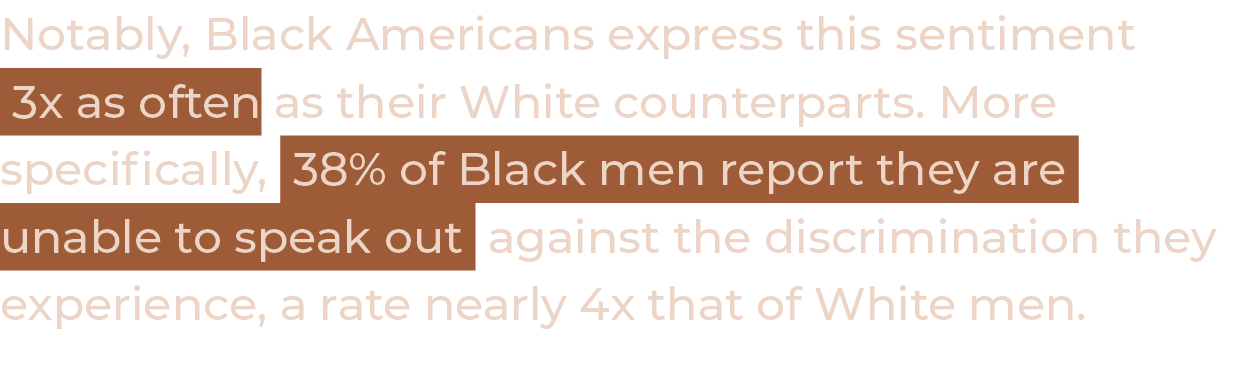 Notably, Black Americans express this sentiment
3x as often as their White counterparts. More
specifically, 38% of Black men report they are
unable to speak out against the discrimination they
experience, a rate nearly 4x that of White men.